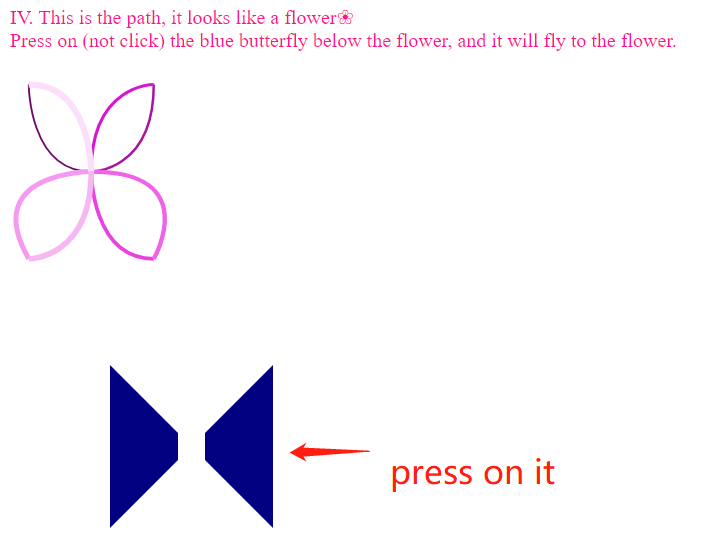 IV. This is the path, it looks like a flower❀
Press on (not click) the blue butterfly below the flower, and it will fly to the flower.
press on it